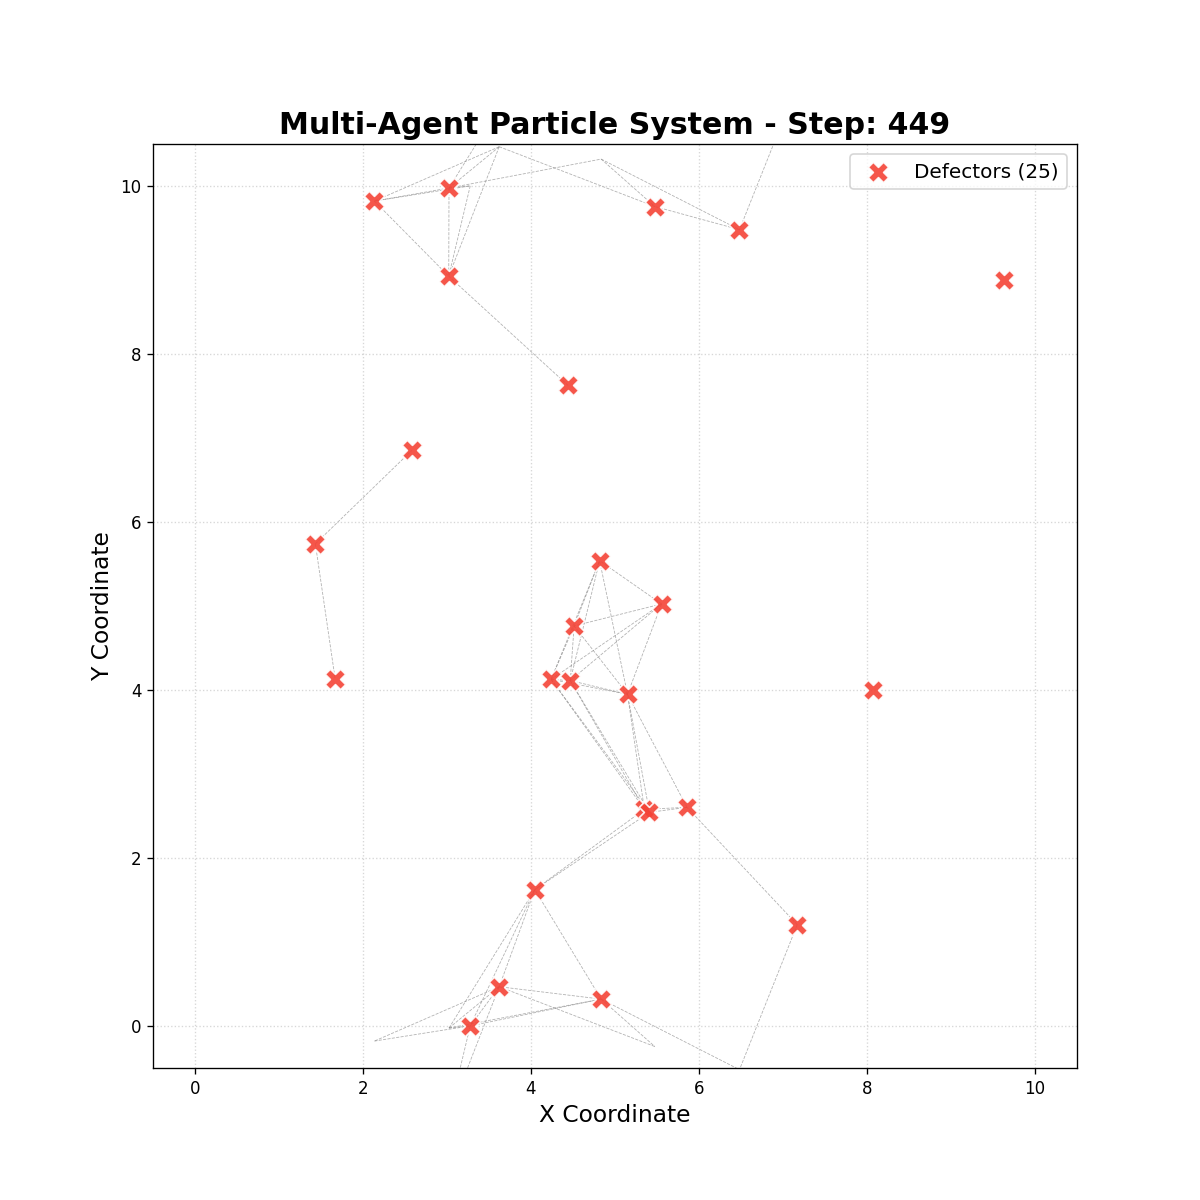 Multi-Agent Particle System - Step: 449
Defectors (25)
10
8
6
4
2
0
Y Coordinate
0 2 4 6 8 10
X Coordinate